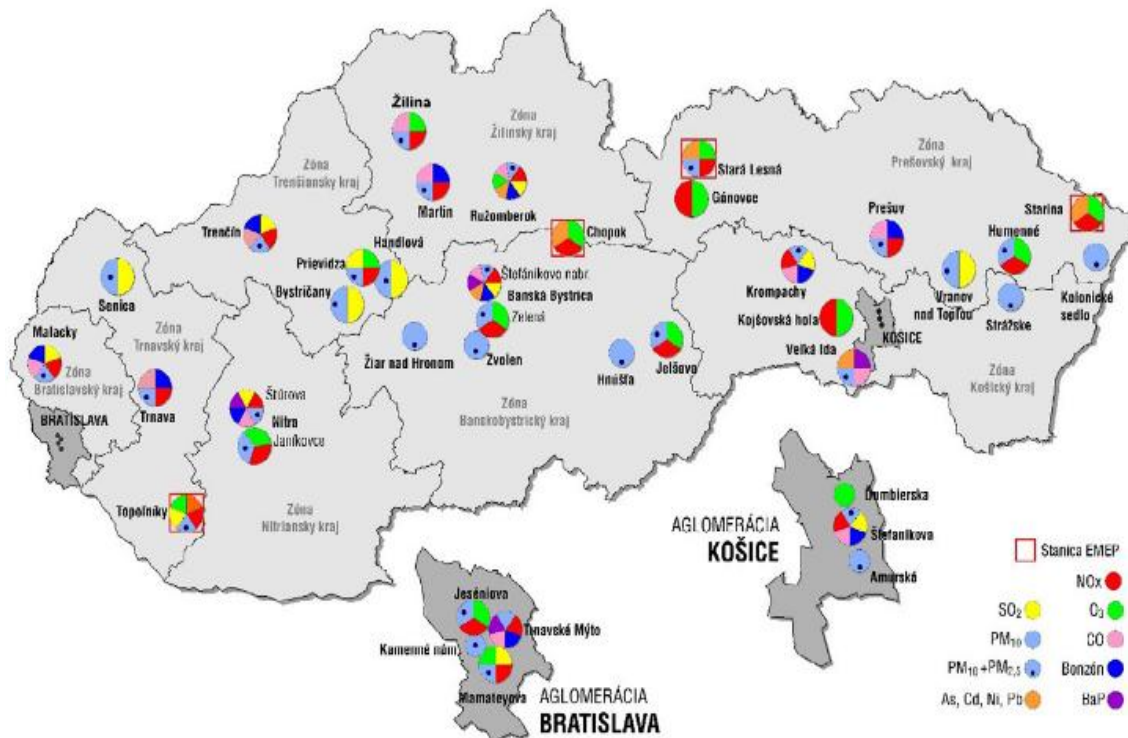 Žilina
Zóna
Žilinský kraj
Zóna
Trenšiansky kraj
Zóna
Prešovský kraj
Stará Lesná
Gánovce
Martin
Ružomberok
Trenčín
Handlová
Prievidza
Chopok
Prešov
Starina
Humenné
Bystričany
Štefánikovo nabr.
Banská Bystrica
Zelená
Senica
Krompachy
Vranov
nad Topľou
Strážske
Kolonické
sedlo
Malacky
Zóna
Trnavský kraj
Žiar nad Hronom
Zvolen
Hnúšťa
Jelšava
Kojšovská hola
KOŠICE
Veľká Ida
Zóna
Bratislavský kraj
Trnava
Štúrova
Nitra
Janíkovce
Zóna
Banskobystrický kraj
Zóna
Košický kraj
BRATISLAVA
Topoľníky
Zóna
Nitriansky kraj
Ďumbierska
Štefanikova
Amurská
AGLOMERÁCIA
KOŠICE
Stanica EMEP
NOx
SO₂
O₃
PM₁₀
CO
PM₁₀+PM₂,₅
Benzén
As, Cd, Ni, Pb
BaP
Jeséniova
Trnavské Mýto
Kamenné nám.
Mamateyova
AGLOMERÁCIA
BRATISLAVA